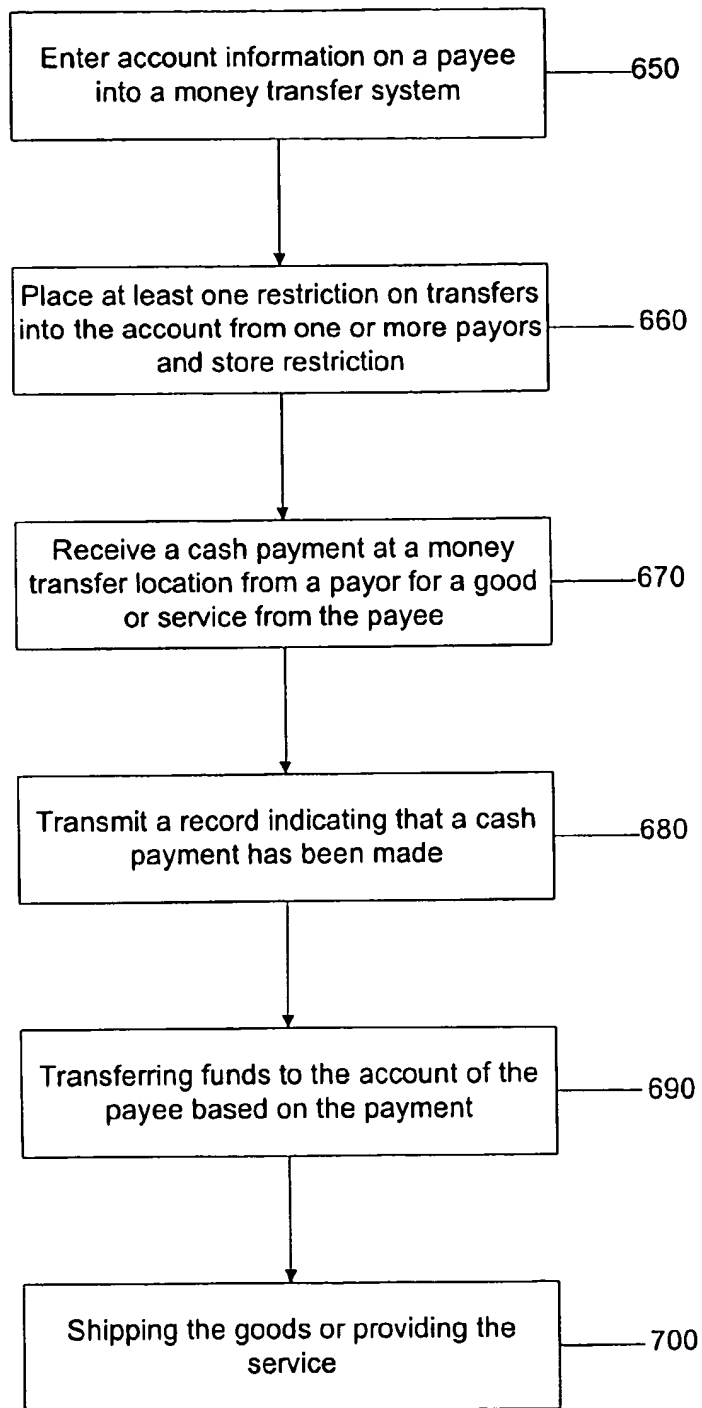 Enter account information on a payee
into a money transfer system
650
Place at least one restriction on transfers
into the account from one or more payors
and store restriction
660
Receive a cash payment at a money
transfer location from a payor for a good
or service from the payee
670
Transmit a record indicating that a cash
payment has been made
680
Transferring funds to the account of the
payee based on the payment
690
Shipping the goods or providing the
service
700